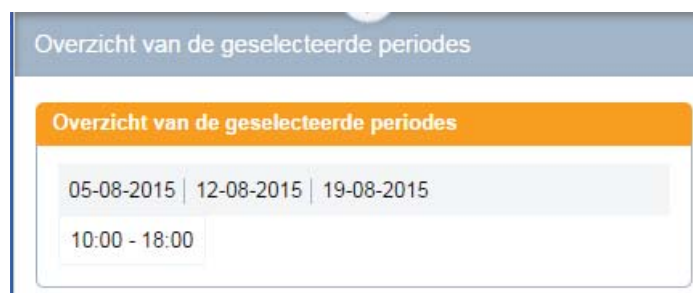 Overzicht van de geselecteerde periodes
Overzicht van de geselecteerde periodes
05-08-2015 | 12-08-2015 | 19-08-2015
10:00 - 18:00